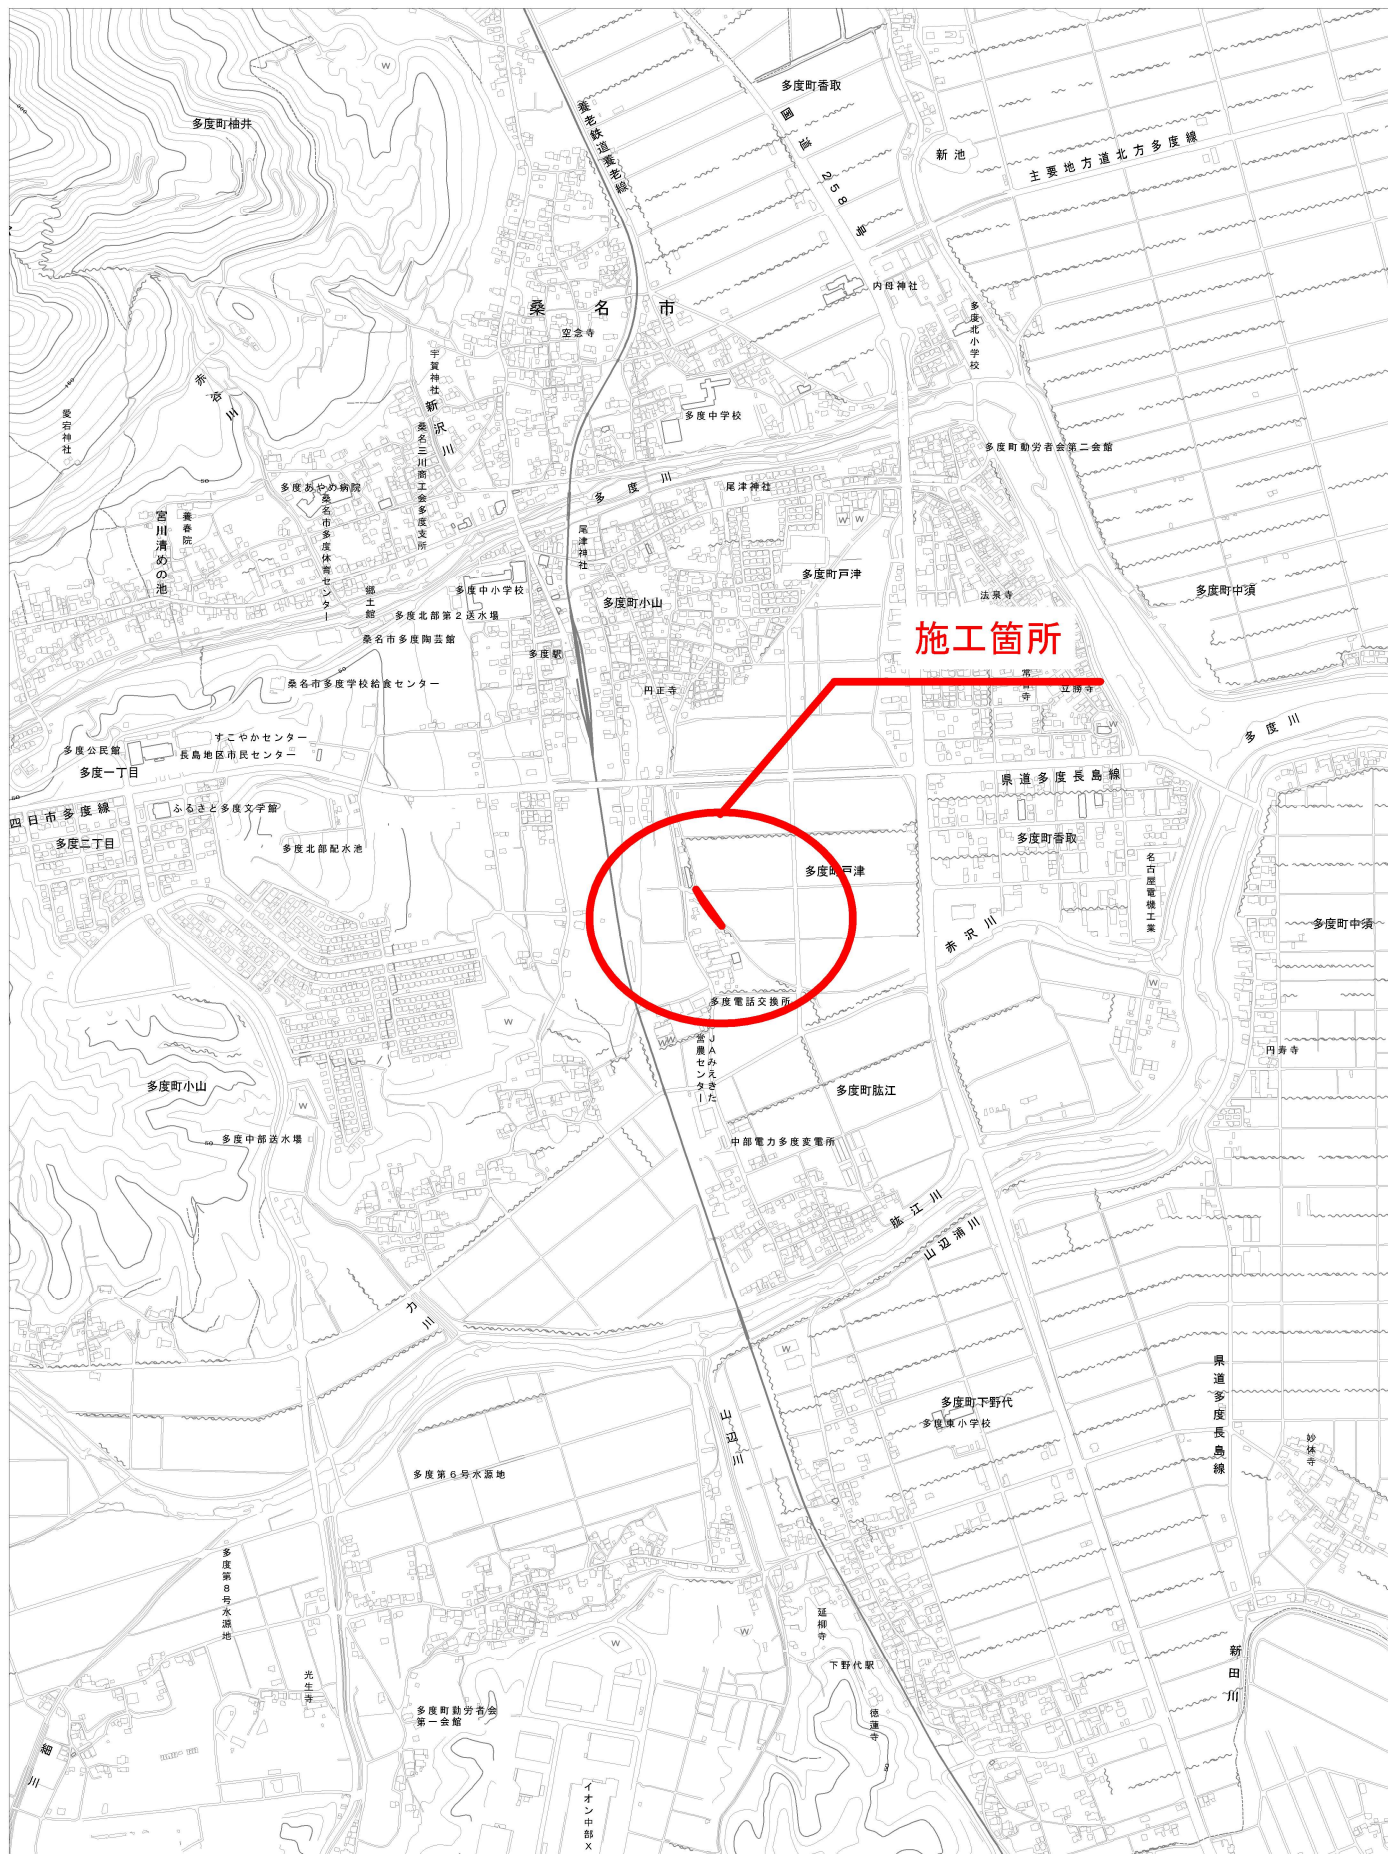 多度町香取
国道258号
多度町柚井
養老鉄道養老線
新池
主要地方道北方多度線
内母神社
桑名市
空念寺
多度北小学校
宇賀神社
赤谷川
新沢川
愛宕神社
多度中学校
桑名三川商工会多度支所
多度町動労者会第二会館
多度あやめ病院
多度川
尾津神社
桑名市多度体育センター
養春院
宮川清めの池
尾津神社
多度町戸津
郷土館
多度中小学校
多度町小山
法泉寺
多度町中須
多度北部第2送水場
桑名市多度陶芸館
施工箇所
多度駅
桑名市多度学校給食センター
円正寺
立勝寺
多度川
すこやかセンター
多度公民館
長島地区市民センター
多度一丁目
県道多度長島線
四日市多度線
ふるさと多度文学館
多度二丁目
多度北部配水池
多度町香取
多度町戸津
名古屋電機工業
多度町中須
赤沢川
多度電話交換所
JAみえきた
営農センター
円寿寺
多度町小山
多度町肱江
多度中部送水場
中部電力多度変電所
肱江川
山辺浦川
力川
県道多度長島線
多度町下野代
多度東小学校
山辺川
妙体寺
多度第6号水源地
多度第8号水源地
延柳寺
新田川
下野代駅
光生寺
多度町動労者会
第一会館
徳蓮寺
イオン中部X